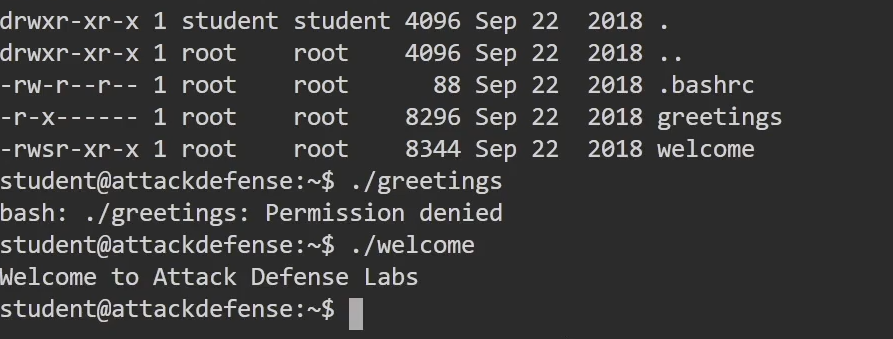 drwxr-xr-x 1 student student 4096 Sep 22  2018 .
drwxr-xr-x 1 root    root    4096 Sep 22  2018 ..
-rw-r--r-- 1 root    root      88 Sep 22  2018 .bashrc
-r-x------ 1 root    root    8296 Sep 22  2018 greetings
-rwsr-xr-x 1 root    root    8344 Sep 22  2018 welcome
student@attackdefense:~$ ./greetings
bash: ./greetings: Permission denied
student@attackdefense:~$ ./welcome
Welcome to Attack Defense Labs
student@attackdefense:~$